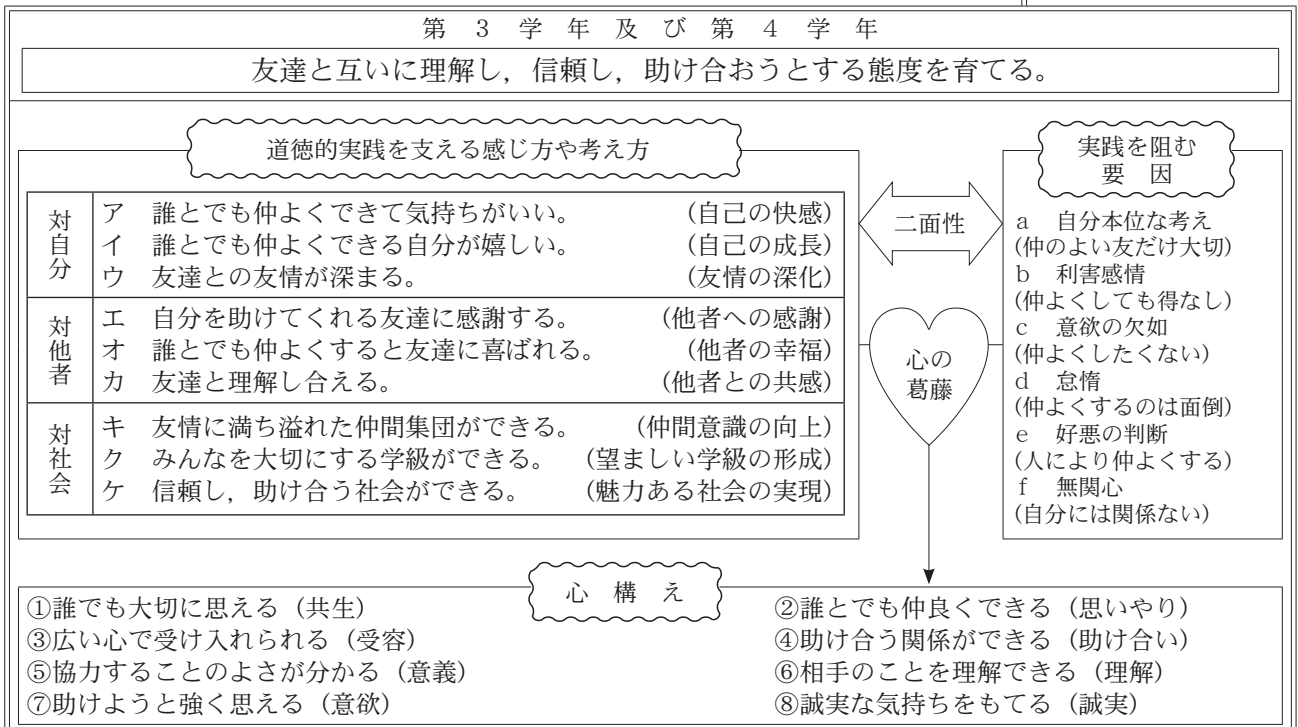 第 3 学 年 及 び 第 4 学 年
友達と互いに理解し，信頼し，助け合おうとする態度を育てる。
道徳的実践を支える感じ方や考え方
対自分
ア 誰とでも仲よくできて気持ちがいい。 (自己の快感)
イ 誰とでも仲よくできる自分が嬉しい。 (自己の成長)
ウ 友達との友情が深まる。 (友情の深化)
対他者
エ 自分を助けてくれる友達に感謝する。 (他者への感謝)
オ 誰とでも仲よくすると友達に喜ばれる。 (他者の幸福)
カ 友達と理解し合える。 (他者との共感)
対社会
キ 友情に満ち溢れた仲間集団ができる。 (仲間意識の向上)
ク みんなを大切にする学級ができる。 (望ましい学級の形成)
ケ 信頼し，助け合う社会ができる。 (魅力ある社会の実現)
二面性
心の
葛藤
実践を阻む
要 因
a 自分本位な考え
(仲のよい友だけ大切)
b 利害感情
(仲よくしても得なし)
c 意欲の欠如
(仲よくしたくない)
d 怠惰
(仲よくするのは面倒)
e 好悪の判断
(人により仲よくする)
f 無関心
(自分には関係ない)
心 構 え
①誰でも大切に思える（共生）
②誰とでも仲良くできる（思いやり）
③広い心で受け入れられる（受容）
④助け合う関係ができる（助け合い）
⑤協力することのよさが分かる（意義）
⑥相手のことを理解できる（理解）
⑦助けようと強く思える（意欲）
⑧誠実な気持ちをもてる（誠実）